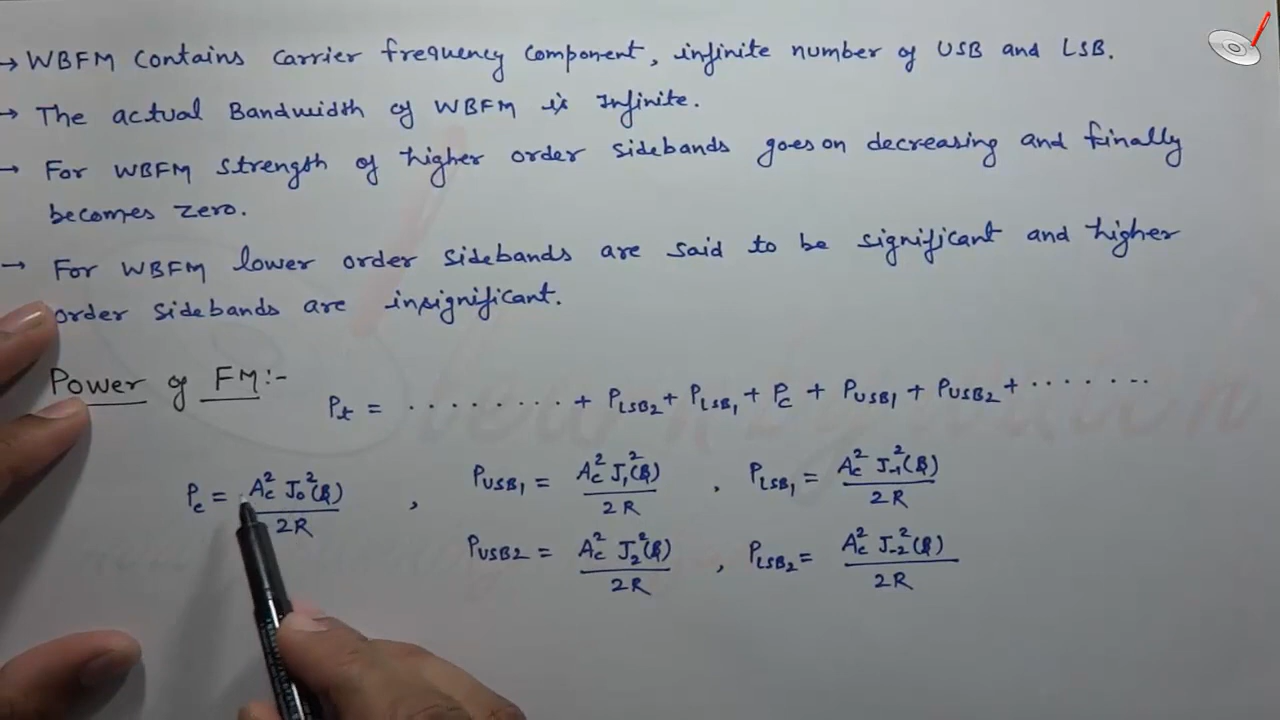 → WBFM Contains Carrier frequency component, infinite number of USB and LSB.
→ The actual Bandwidth of WBFM is Infinite.
→ For WBFM strength of higher order sidebands goes on decreasing and finally
becomes zero.
→ For WBFM lower order sidebands are said to be significant and higher
order sidebands are insignificant.
Power of FM:-
Pt = ......... + PLSB2 + PLSB1 + Pc + PUSB1 + PUSB2 + .......
Pc = Ac² J0²(β) / 2R , PUSB1 = Ac² J1²(β) / 2R , PLSB1 = Ac² J-1²(β) / 2R
PUSB2 = Ac² J2²(β) / 2R , PLSB2 = Ac² J-2²(β) / 2R